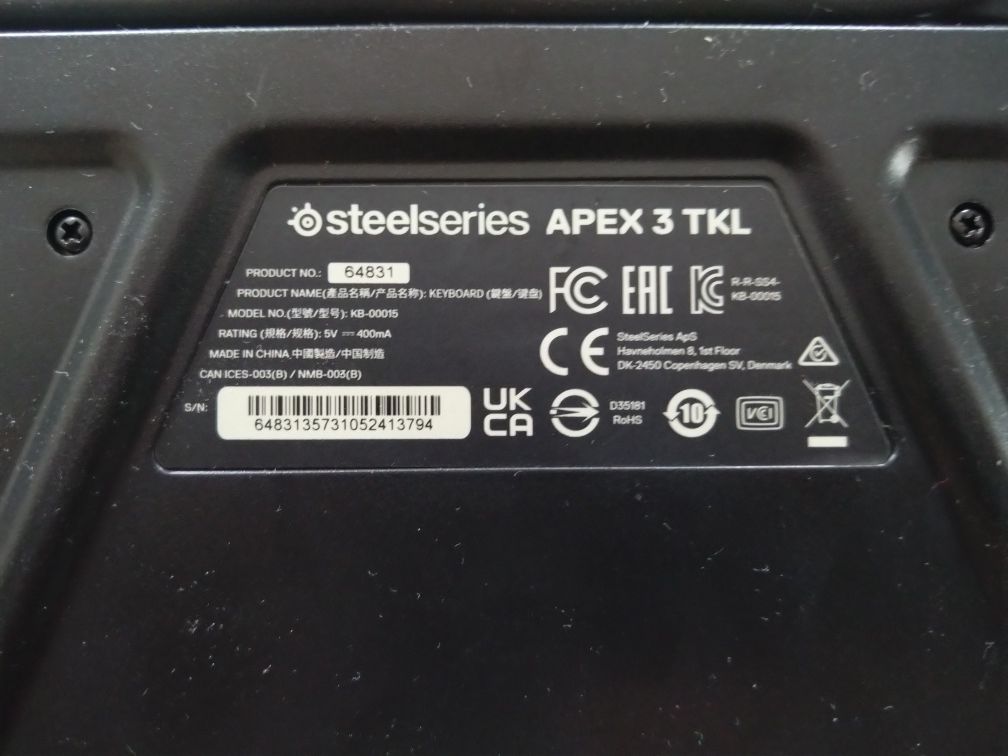 steelseries APEX 3 TKL
PRODUCT NO.: 64831
PRODUCT NAME(產品名稱/产品名称): KEYBOARD (鍵盤/键盘)
MODEL NO.(型號/型号): KB-00015
RATING (規格/规格): 5V ⎓ 400mA
MADE IN CHINA 中國製造/中国制造
CAN ICES-003(B) / NMB-003(B)
S/N:
6483135731052413794
FC
EAC
R-R-SS4-
KB-00015
CE
SteelSeries ApS
Havneholmen 8, 1st Floor
DK-2450 Copenhagen SV, Denmark
UK
CA
D35181
RoHS
10
VCI